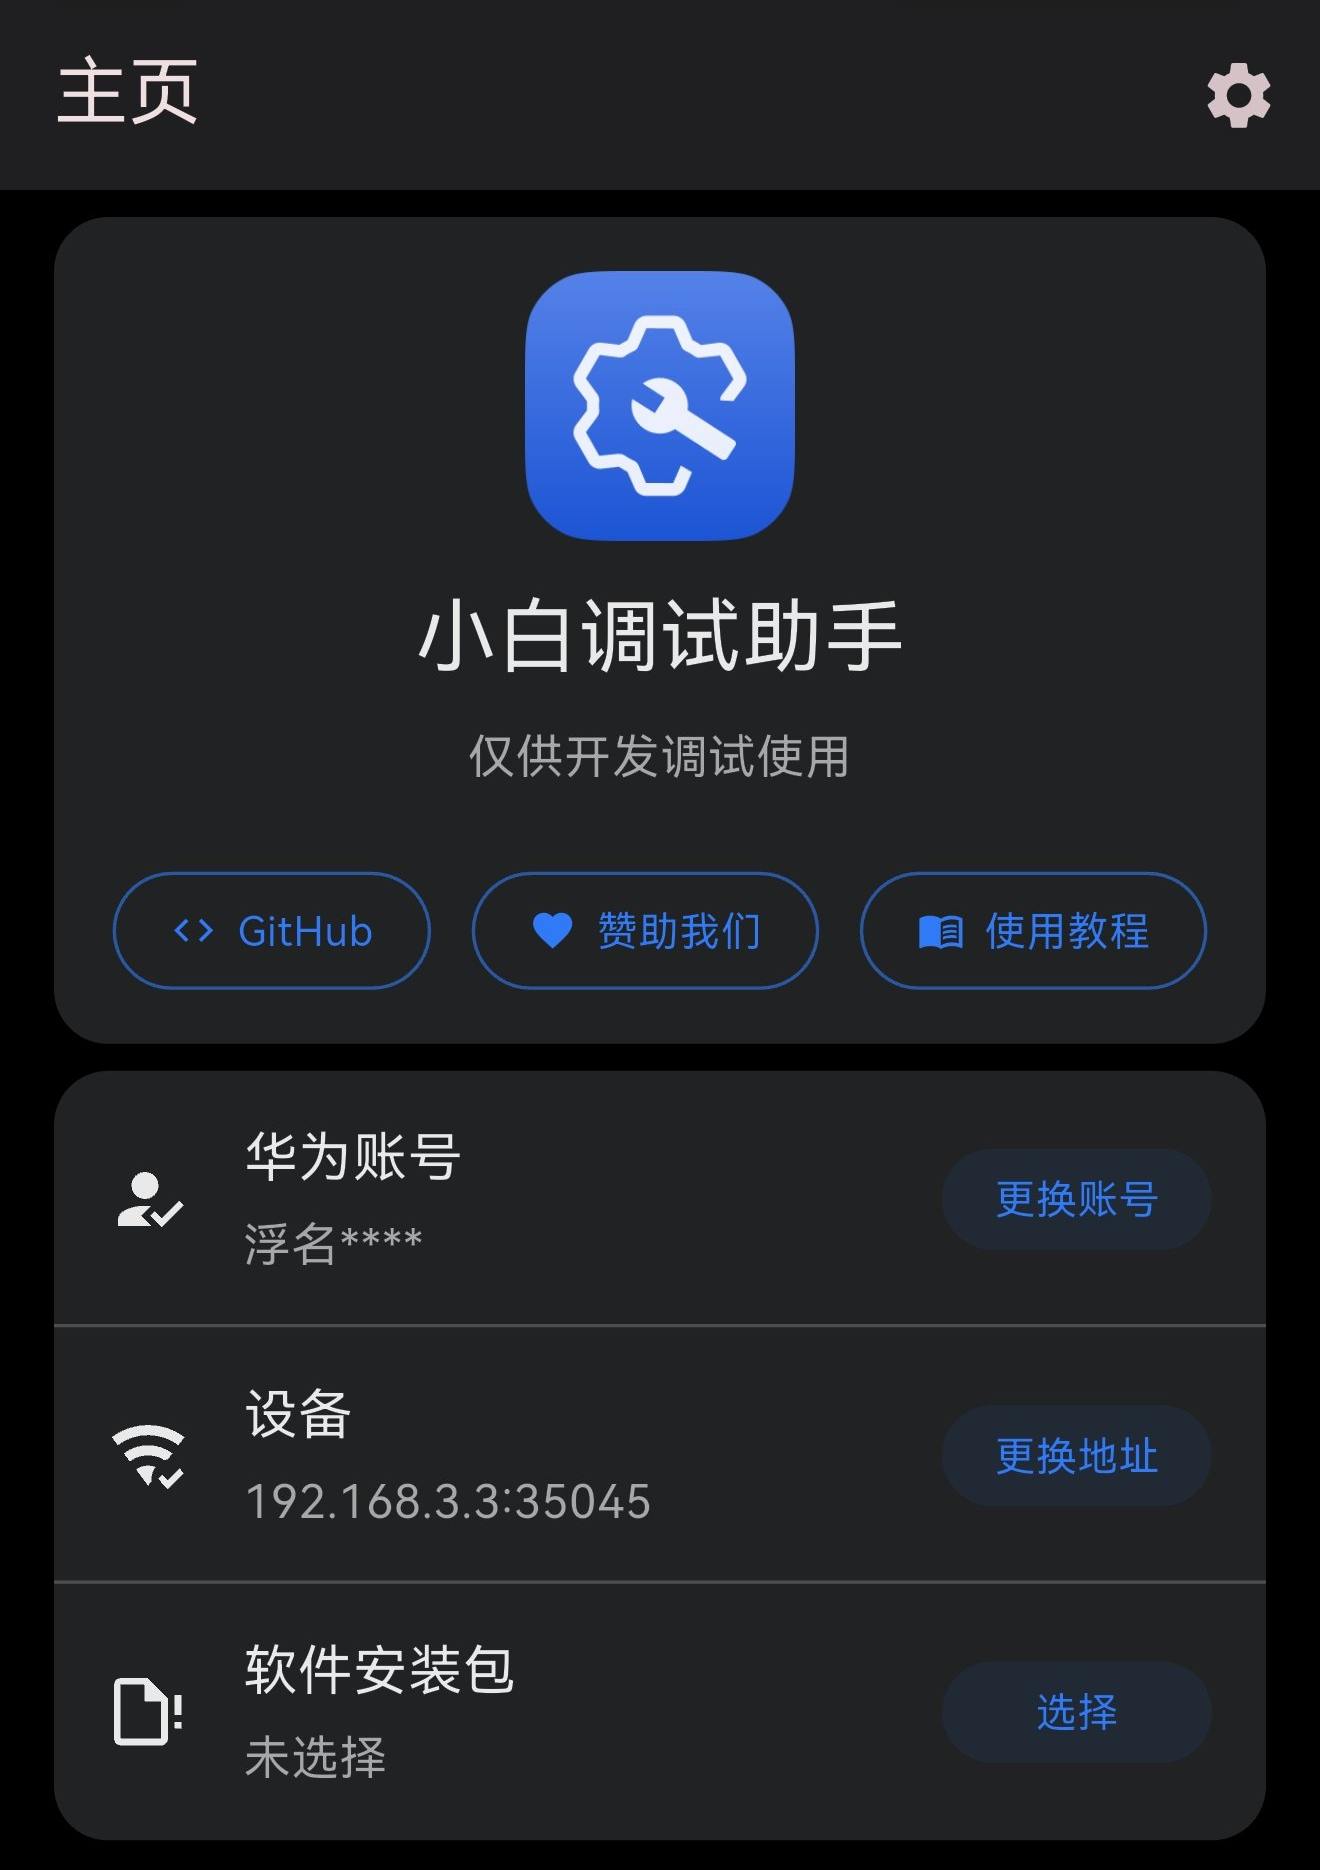 主页
小白调试助手
仅供开发调试使用
GitHub
赞助我们
使用教程
华为账号
浮名****
更换账号
设备
192.168.3.3:35045
更换地址
软件安装包
未选择
选择